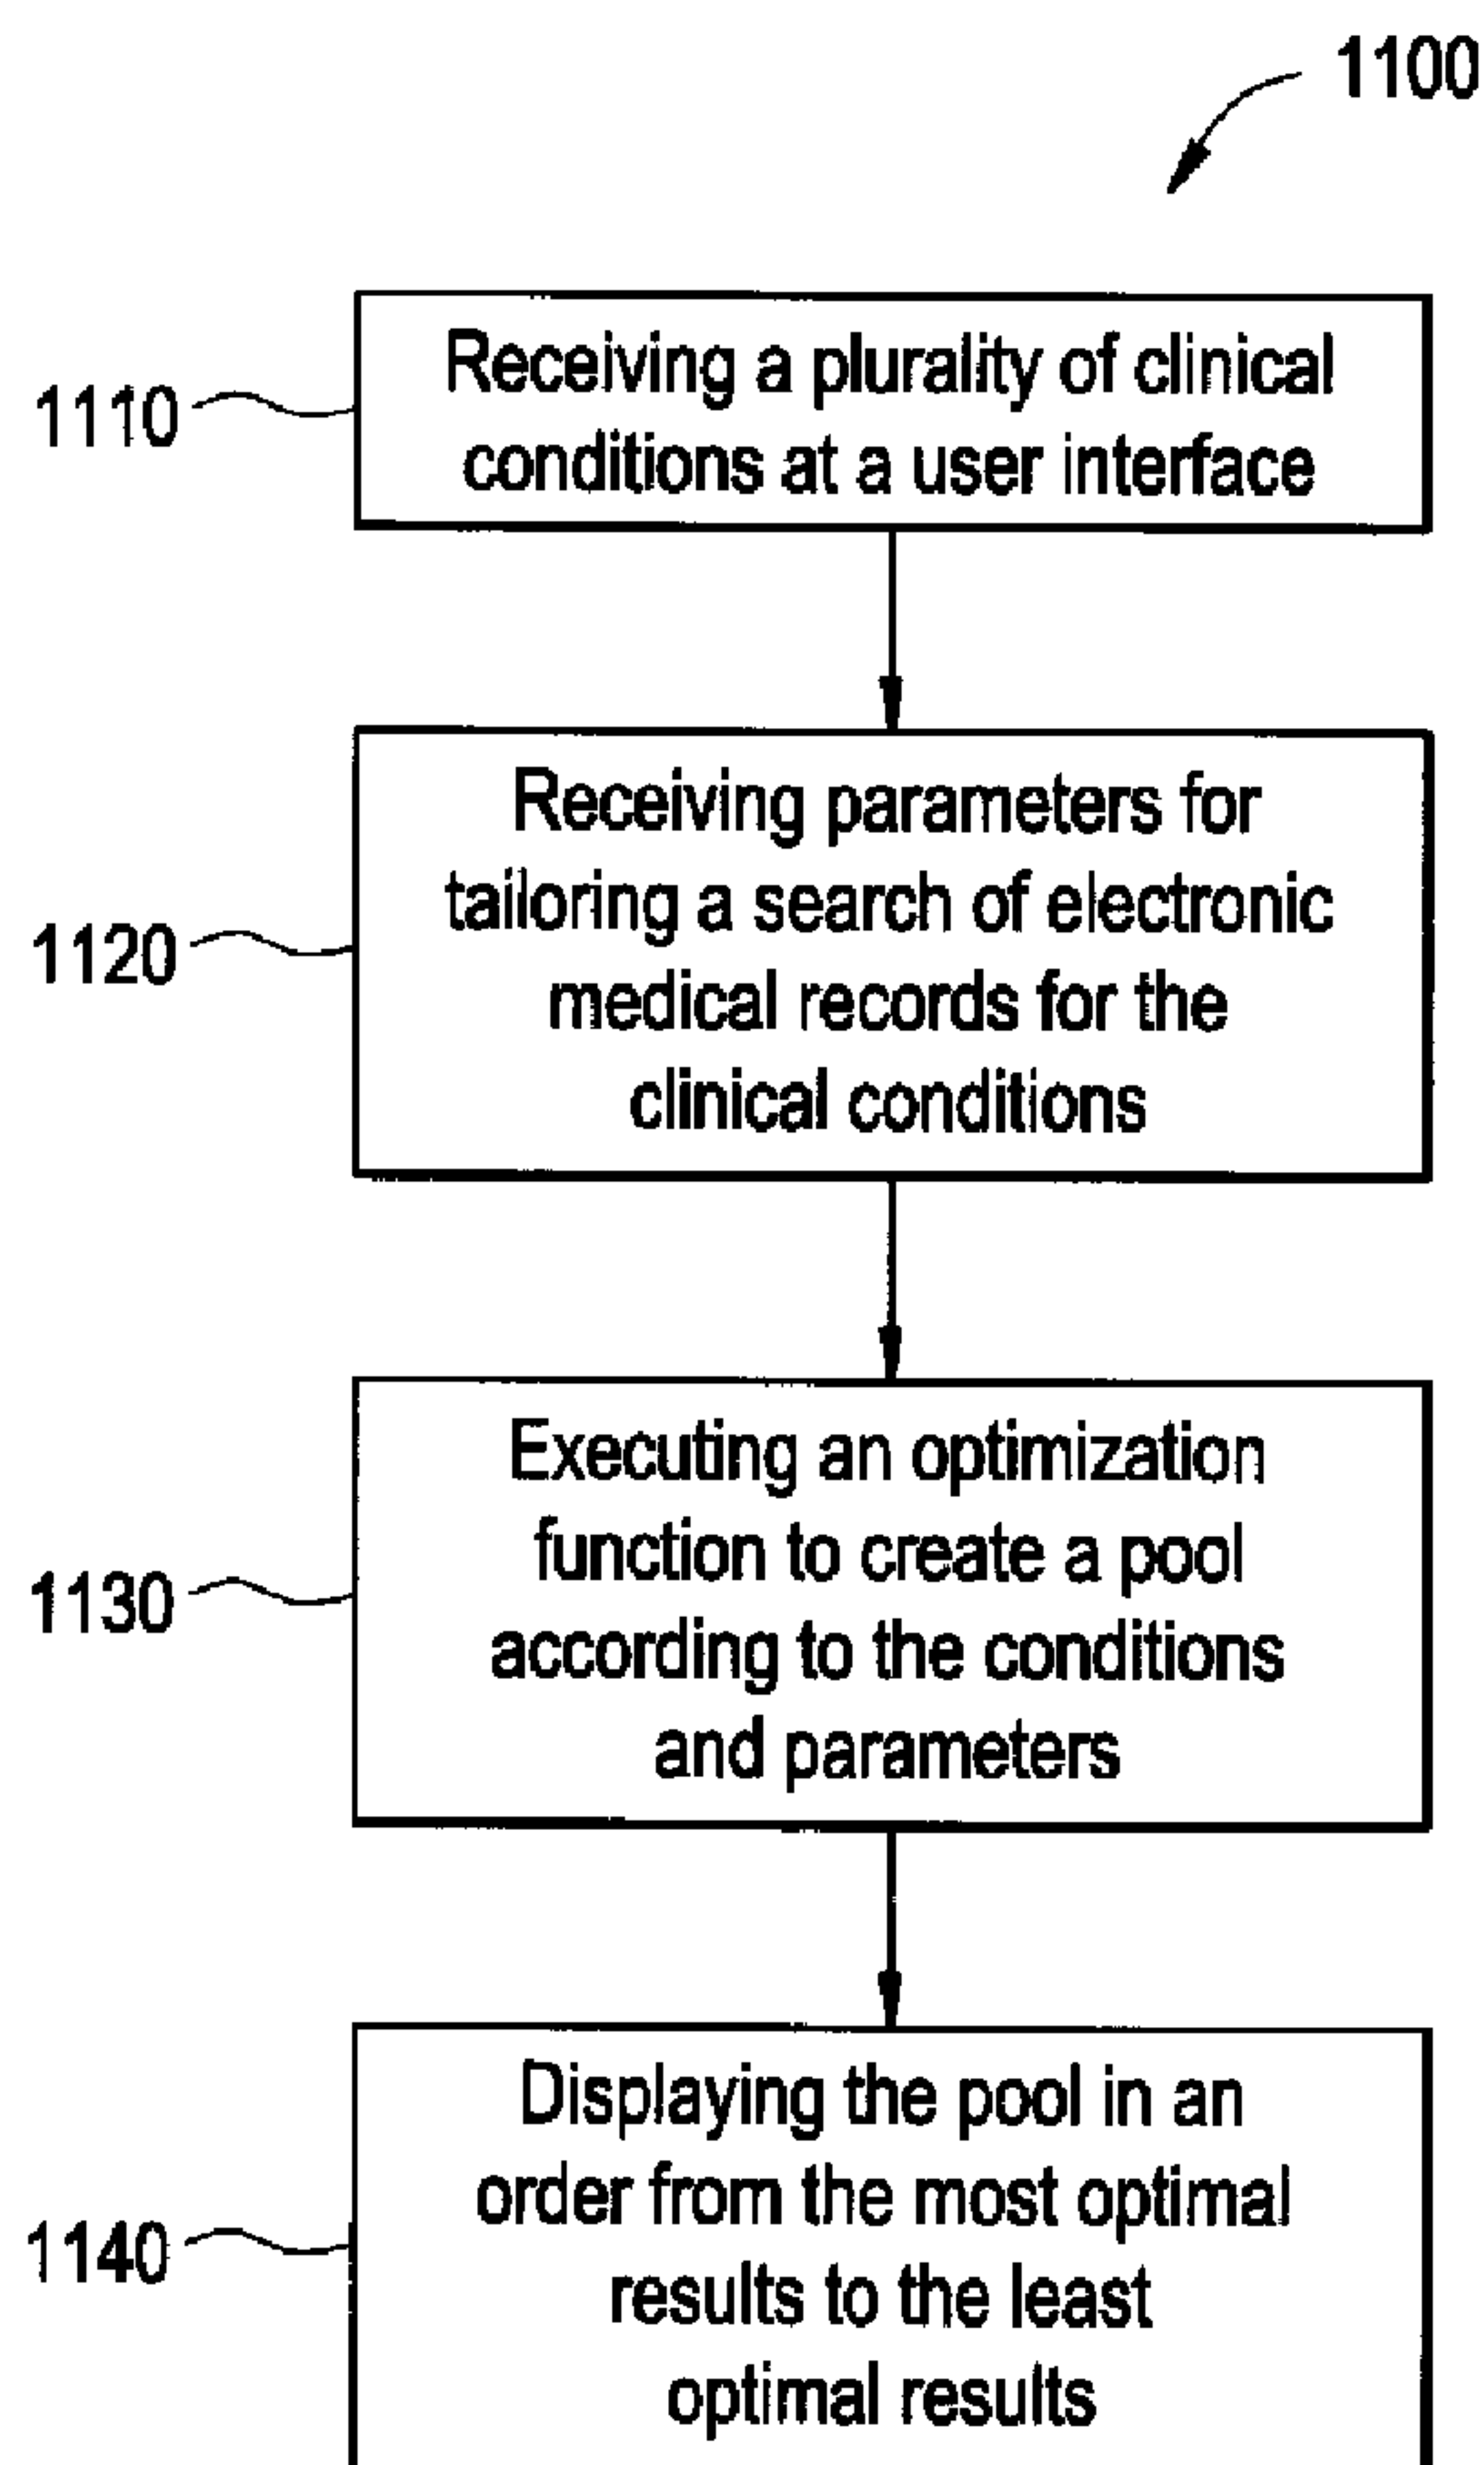 1100
1110
Receiving a plurality of clinical
conditions at a user interface
1120
Receiving parameters for
tailoring a search of electronic
medical records for the
clinical conditions
1130
Executing an optimization
function to create a pool
according to the conditions
and parameters
1140
Displaying the pool in an
order from the most optimal
results to the least
optimal results